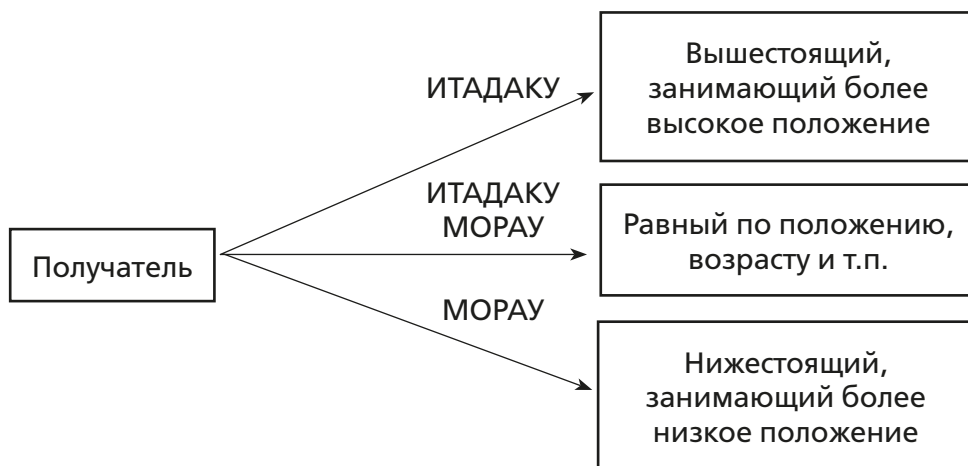 Вышестоящий,
занимающий более
высокое положение
ИТАДАКУ
ИТАДАКУ
МОРАУ
Равный по положению,
возрасту и т.п.
Получатель
МОРАУ
Нижестоящий,
занимающий более
низкое положение